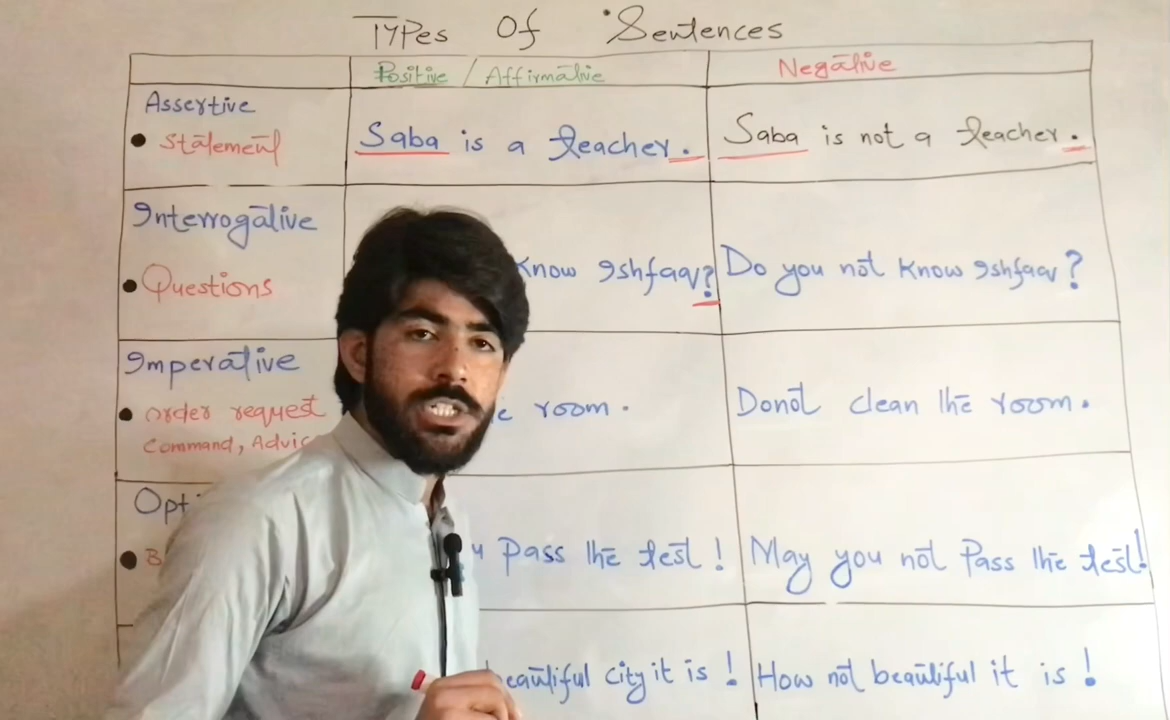 Types Of Sentences
Positive / Affirmative
Negative
Assertive
• Statement
Saba is a teacher.
Saba is not a teacher.
Interrogative
• Questions
Know Ishfaq?
Do you not Know Ishfaq?
Imperative
• order request
Command, Advic
room.
Donot clean the room.
Opt
• B
Pass the test!
May you not Pass the test!
eautiful city it is!
How not beautiful it is!